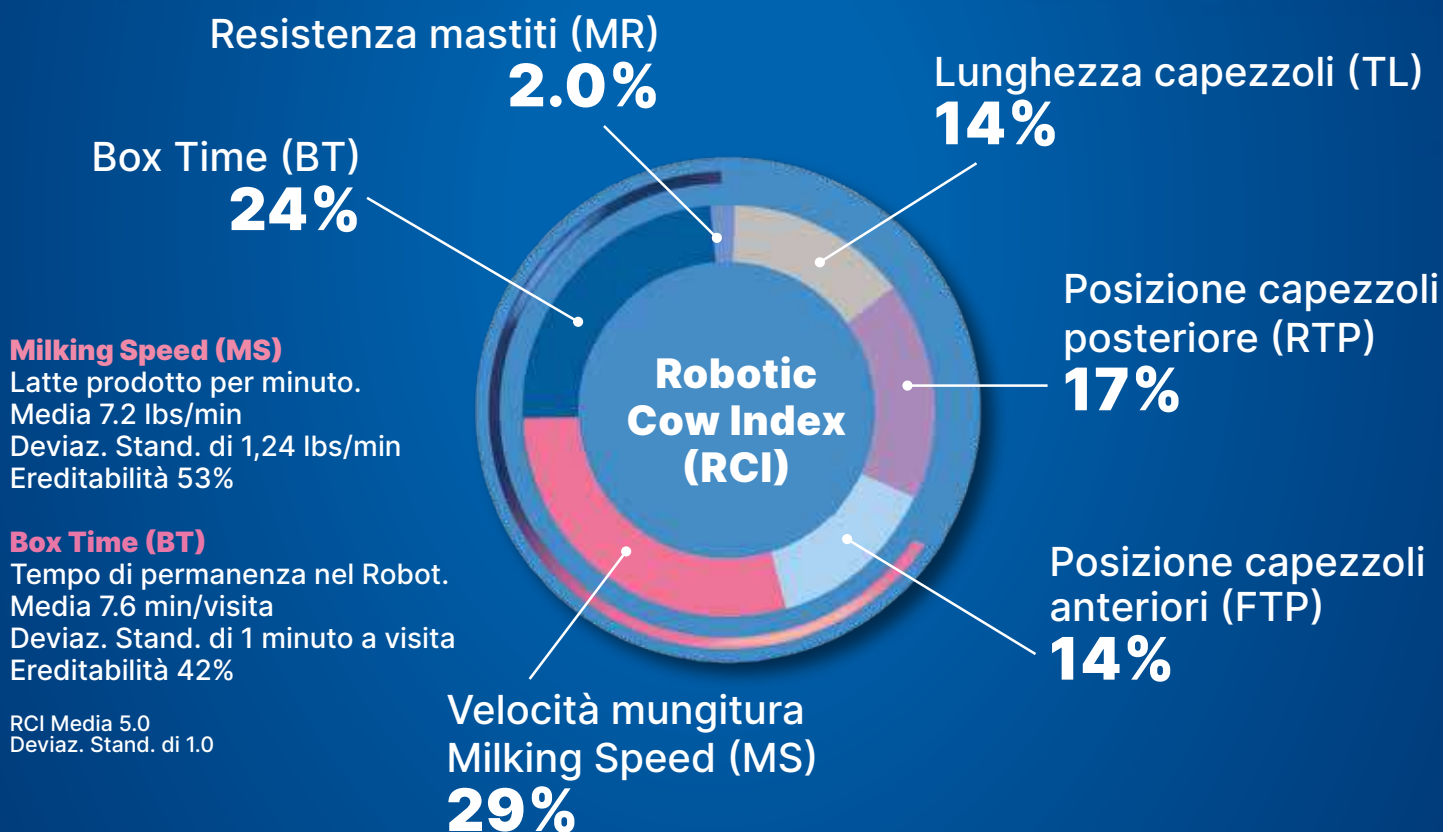 Resistenza mastiti (MR)
2.0%
Lunghezza capezzoli (TL)
14%
Box Time (BT)
24%
Posizione capezzoli
posteriore (RTP)
17%
Robotic
Cow Index
(RCI)
Milking Speed (MS)
Latte prodotto per minuto.
Media 7.2 lbs/min
Deviaz. Stand. di 1,24 lbs/min
Ereditabilità 53%
Box Time (BT)
Tempo di permanenza nel Robot.
Media 7.6 min/visita
Deviaz. Stand. di 1 minuto a visita
Ereditabilità 42%
RCI Media 5.0
Deviaz. Stand. di 1.0
Posizione capezzoli
anteriori (FTP)
14%
Velocità mungitura
Milking Speed (MS)
29%